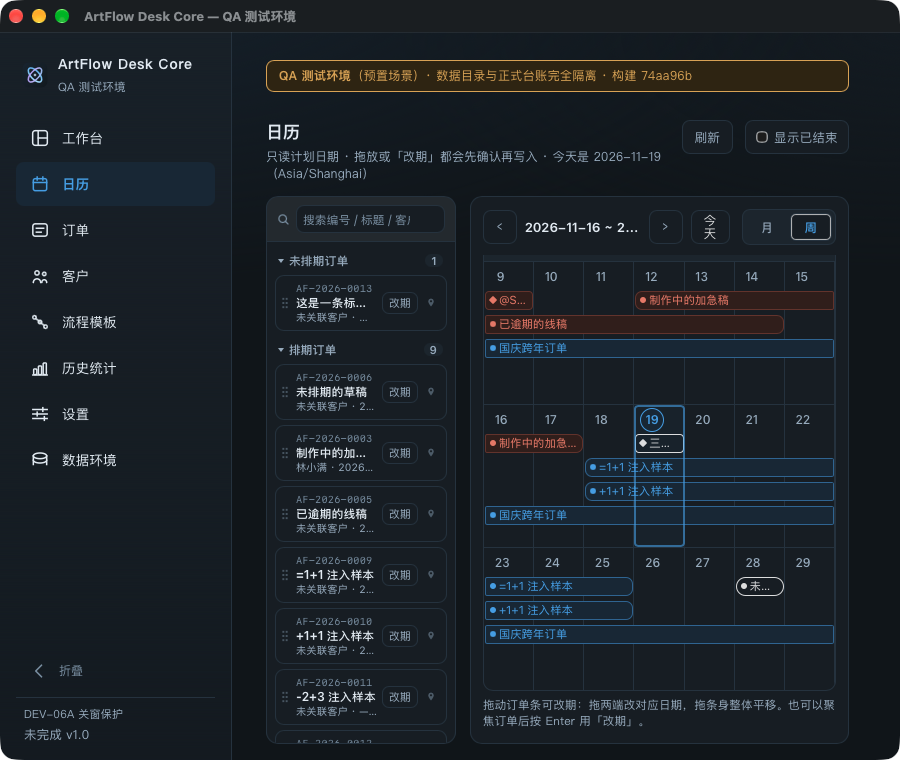 ArtFlow Desk Core — QA 测试环境
ArtFlow Desk Core
QA 测试环境
工作台
日历
订单
客户
流程模板
历史统计
设置
数据环境
折叠
DEV-06A 关窗保护
未完成 v1.0
QA 测试环境（预置场景）· 数据目录与正式台账完全隔离 · 构建 74aa96b
日历
只读计划日期 · 拖放或「改期」都会先确认再写入 · 今天是 2026-11-19
（Asia/Shanghai）
刷新
显示已结束
搜索编号 / 标题 / 客户
未排期订单 1
AF-2026-0013
这是一条标...
未关联客户 · ...
改期
排期订单 9
AF-2026-0006
未排期的草稿
未关联客户 · 2...
改期
AF-2026-0003
制作中的加...
林小满 · 2026...
改期
AF-2026-0005
已逾期的线稿
未关联客户 · 2...
改期
AF-2026-0009
=1+1 注入样本
未关联客户 · 2...
改期
AF-2026-0010
+1+1 注入样本
未关联客户 · 2...
改期
AF-2026-0011
-2+3 注入样本
未关联客户 · —...
改期
2026-11-16 ~ 2...
今天
月
周
9 10 11 12 13 14 15
@S... 制作中的加急稿
已逾期的线稿
国庆跨年订单
16 17 18 19 20 21 22
制作中的加急... 三...
=1+1 注入样本
+1+1 注入样本
国庆跨年订单
23 24 25 26 27 28 29
=1+1 注入样本 未...
+1+1 注入样本
国庆跨年订单
拖动订单条可改期：拖两端改对应日期，拖条身整体平移。也可以聚
焦订单后按 Enter 用「改期」。